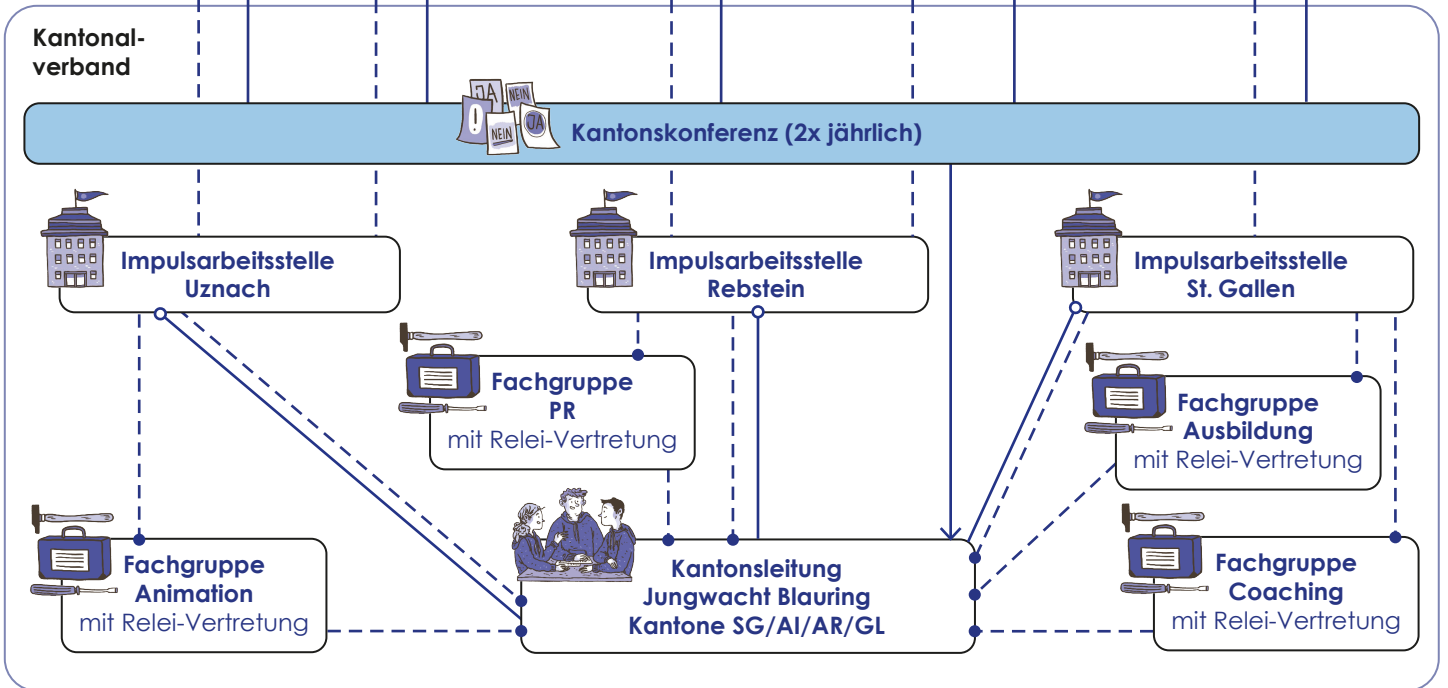 Kantonal-
verband
JA
NEIN
!
NEIN
JA
Kantonskonferenz (2x jährlich)
Impulsarbeitsstelle
Uznach
Impulsarbeitsstelle
Rebstein
Impulsarbeitsstelle
St. Gallen
Fachgruppe
PR
mit Relei-Vertretung
Fachgruppe
Ausbildung
mit Relei-Vertretung
Fachgruppe
Animation
mit Relei-Vertretung
Kantonsleitung
Jungwacht Blauring
Kantone SG/AI/AR/GL
Fachgruppe
Coaching
mit Relei-Vertretung